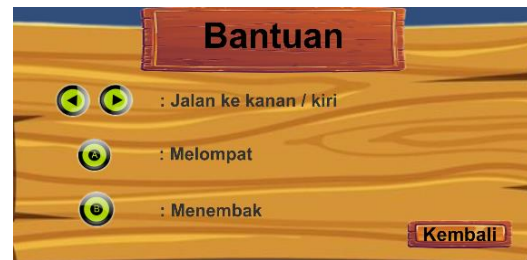 Bantuan
: Jalan ke kanan / kiri
A : Melompat
B : Menembak
Kembali